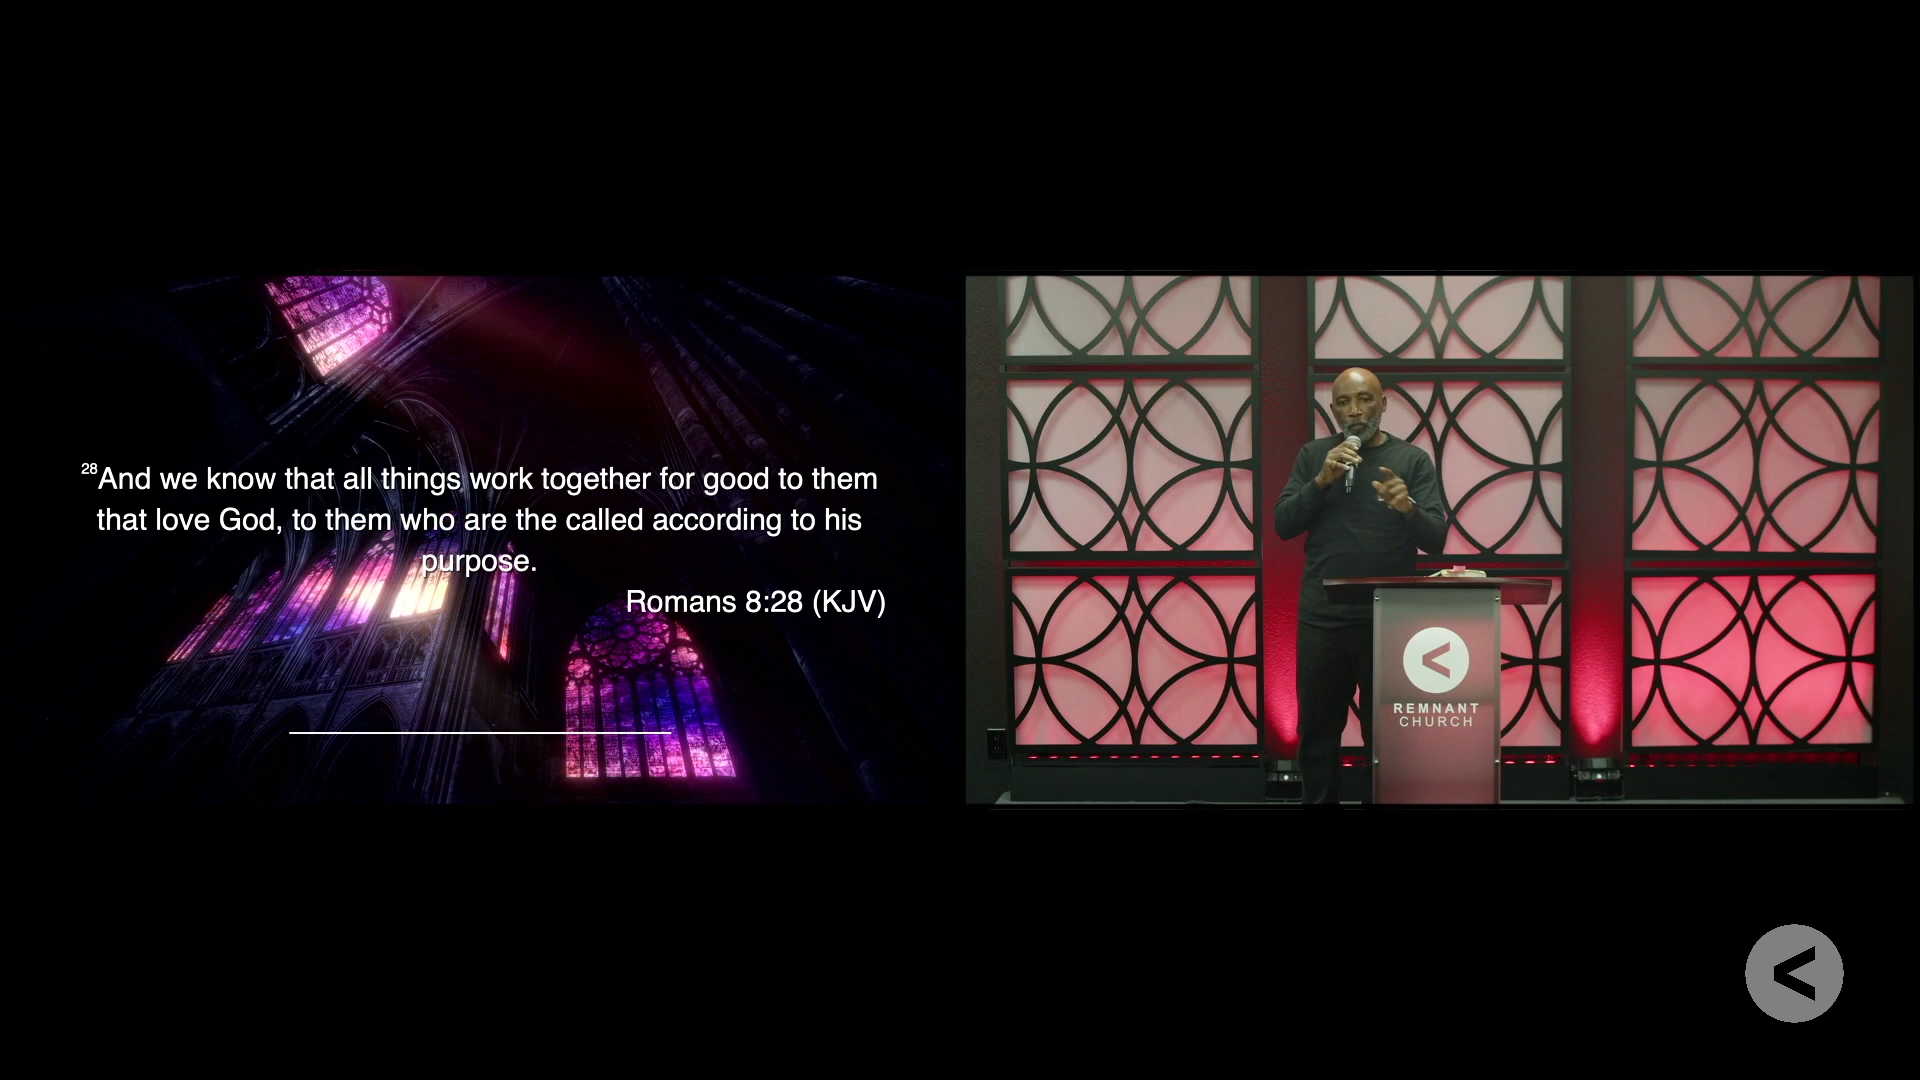 28And we know that all things work together for good to them
that love God, to them who are the called according to his
purpose.
Romans 8:28 (KJV)
REMNANT
CHURCH